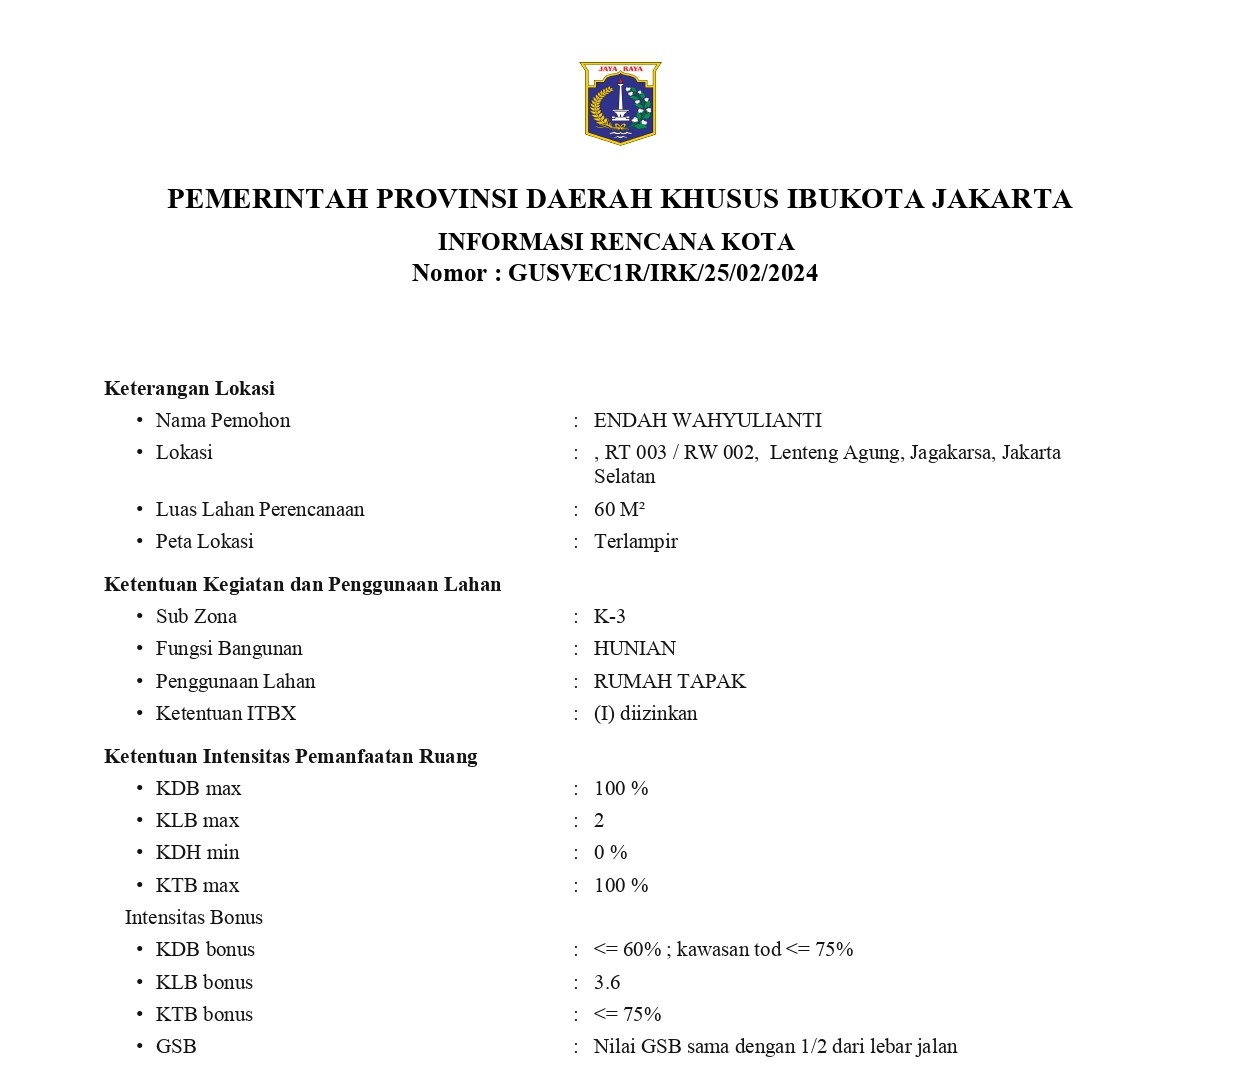 JAYA RAYA
PEMERINTAH PROVINSI DAERAH KHUSUS IBUKOTA JAKARTA
INFORMASI RENCANA KOTA
Nomor : GUSVEC1R/IRK/25/02/2024
Keterangan Lokasi
• Nama Pemohon : ENDAH WAHYULIANTI
• Lokasi : , RT 003 / RW 002, Lenteng Agung, Jagakarsa, Jakarta
Selatan
• Luas Lahan Perencanaan : 60 M²
• Peta Lokasi : Terlampir
Ketentuan Kegiatan dan Penggunaan Lahan
• Sub Zona : K-3
• Fungsi Bangunan : HUNIAN
• Penggunaan Lahan : RUMAH TAPAK
• Ketentuan ITBX : (I) diizinkan
Ketentuan Intensitas Pemanfaatan Ruang
• KDB max : 100 %
• KLB max : 2
• KDH min : 0 %
• KTB max : 100 %
Intensitas Bonus
• KDB bonus : <= 60% ; kawasan tod <= 75%
• KLB bonus : 3.6
• KTB bonus : <= 75%
• GSB : Nilai GSB sama dengan 1/2 dari lebar jalan